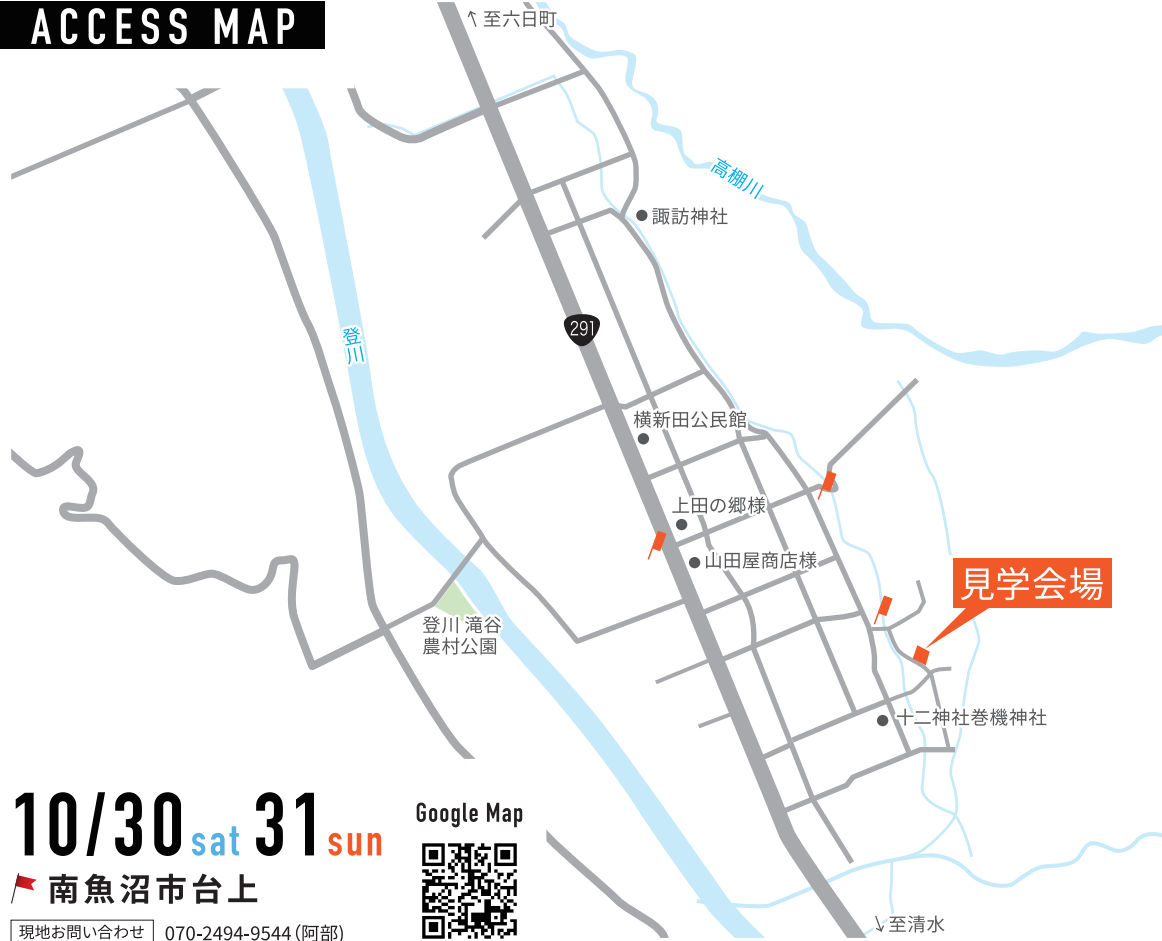 ACCESS MAP
↖ 至六日町
高棚川
諏訪神社
291
登川
横新田公民館
上田の郷様
山田屋商店様
見学会場
登川 滝谷
農村公園
十二神社巻機神社
10/30 sat 31 sun
Google Map
南魚沼市台上
現地お問い合わせ 070-2494-9544(阿部)
↘至清水